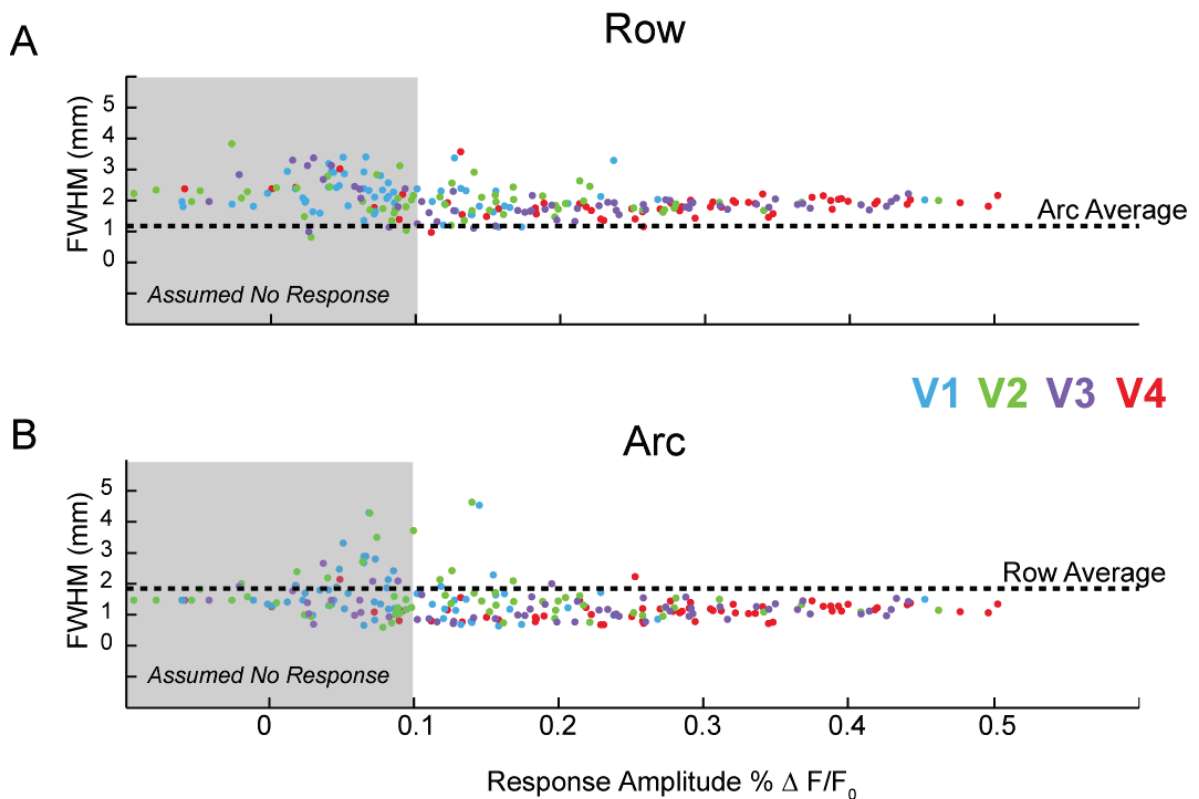 A
Row
FWHM (mm)
5
4
3
2
1
0
Arc Average
Assumed No Response
V1 V2 V3 V4
B
Arc
FWHM (mm)
5
4
3
2
1
0
Row Average
Assumed No Response
0 0.1 0.2 0.3 0.4 0.5
Response Amplitude % Δ F/F₀